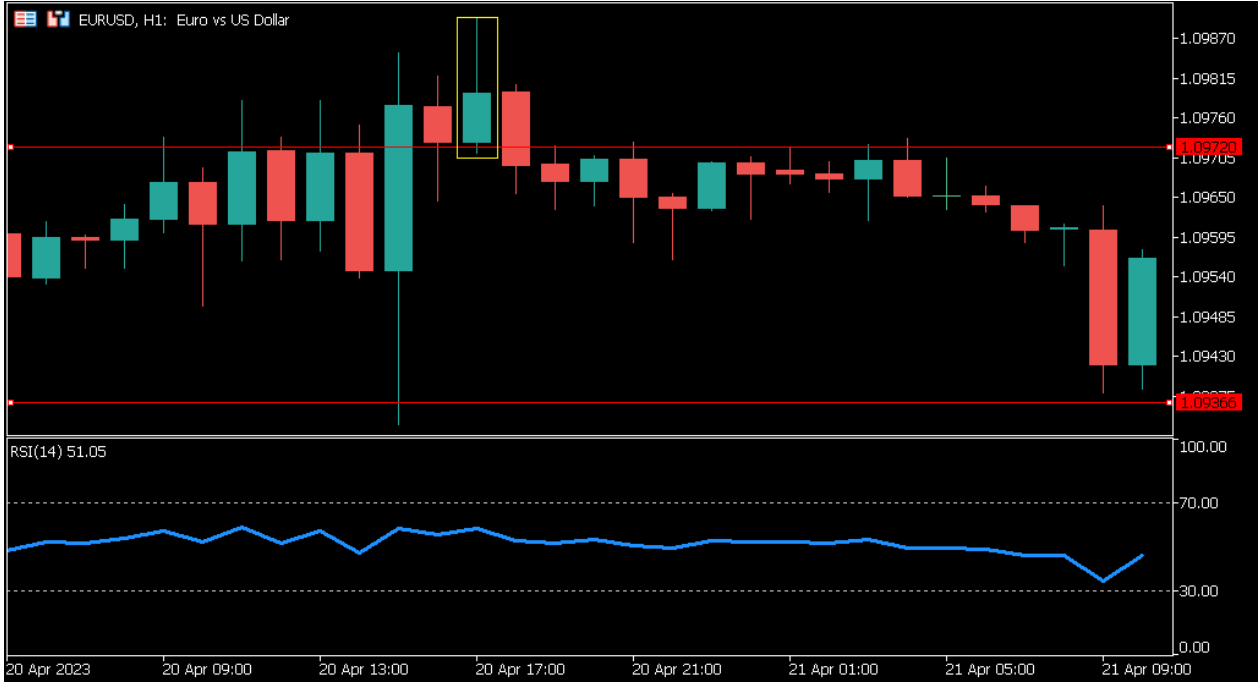 EURUSD, H1: Euro vs US Dollar
1.09870
1.09815
1.09760
1.09720
1.09705
1.09650
1.09595
1.09540
1.09485
1.09430
1.09375
1.09366
RSI(14) 51.05
100.00
70.00
30.00
0.00
20 Apr 2023
20 Apr 09:00
20 Apr 13:00
20 Apr 17:00
20 Apr 21:00
21 Apr 01:00
21 Apr 05:00
21 Apr 09:00